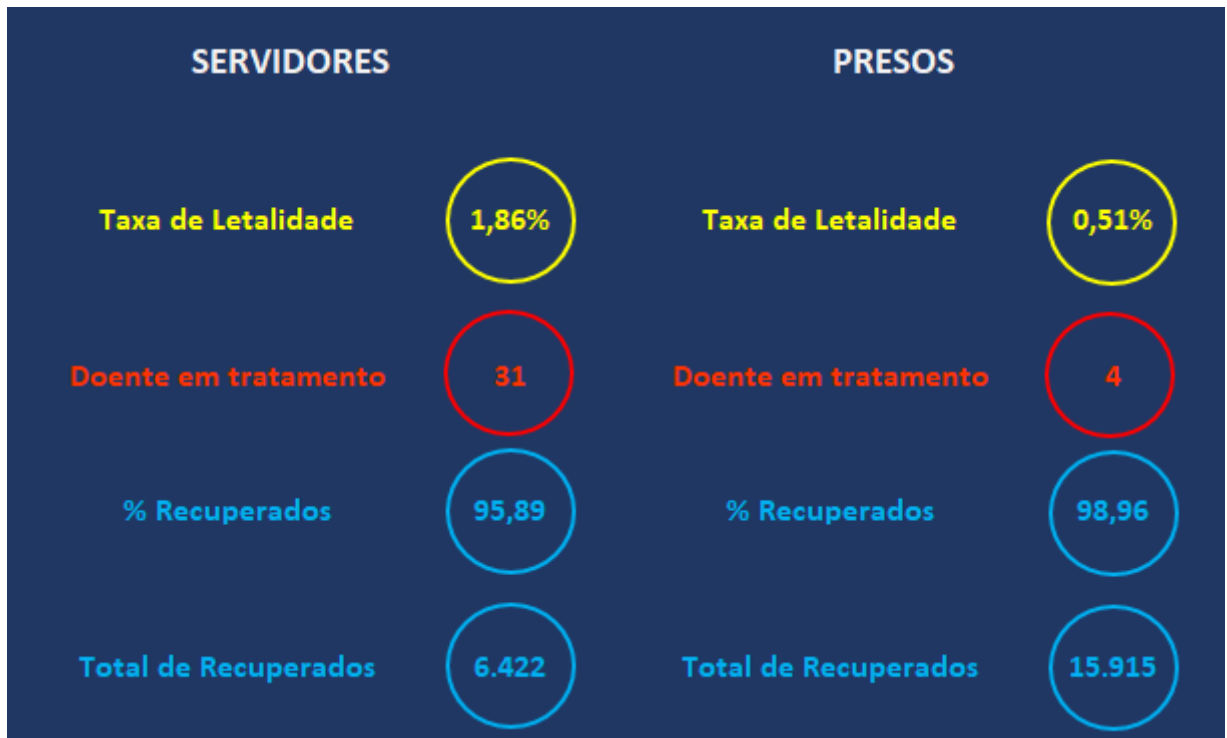 SERVIDORES
Taxa de Letalidade 1,86%
Doente em tratamento 31
% Recuperados 95,89
Total de Recuperados 6.422
PRESOS
Taxa de Letalidade 0,51%
Doente em tratamento 4
% Recuperados 98,96
Total de Recuperados 15.915